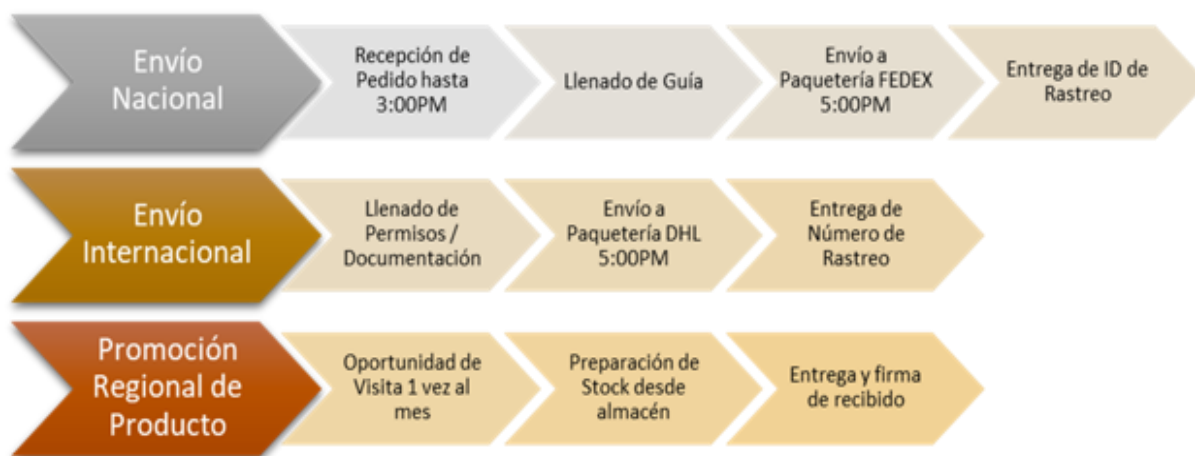 Envío
Nacional
Recepción de
Pedido hasta
3:00PM
Llenado de Guía
Envío a
Paquetería FEDEX
5:00PM
Entrega de ID de
Rastreo
Envío
Internacional
Llenado de
Permisos /
Documentación
Envío a
Paquetería DHL
5:00PM
Entrega de
Número de
Rastreo
Promoción
Regional de
Producto
Oportunidad de
Visita 1 vez al
mes
Preparación de
Stock desde
almacén
Entrega y firma
de recibido